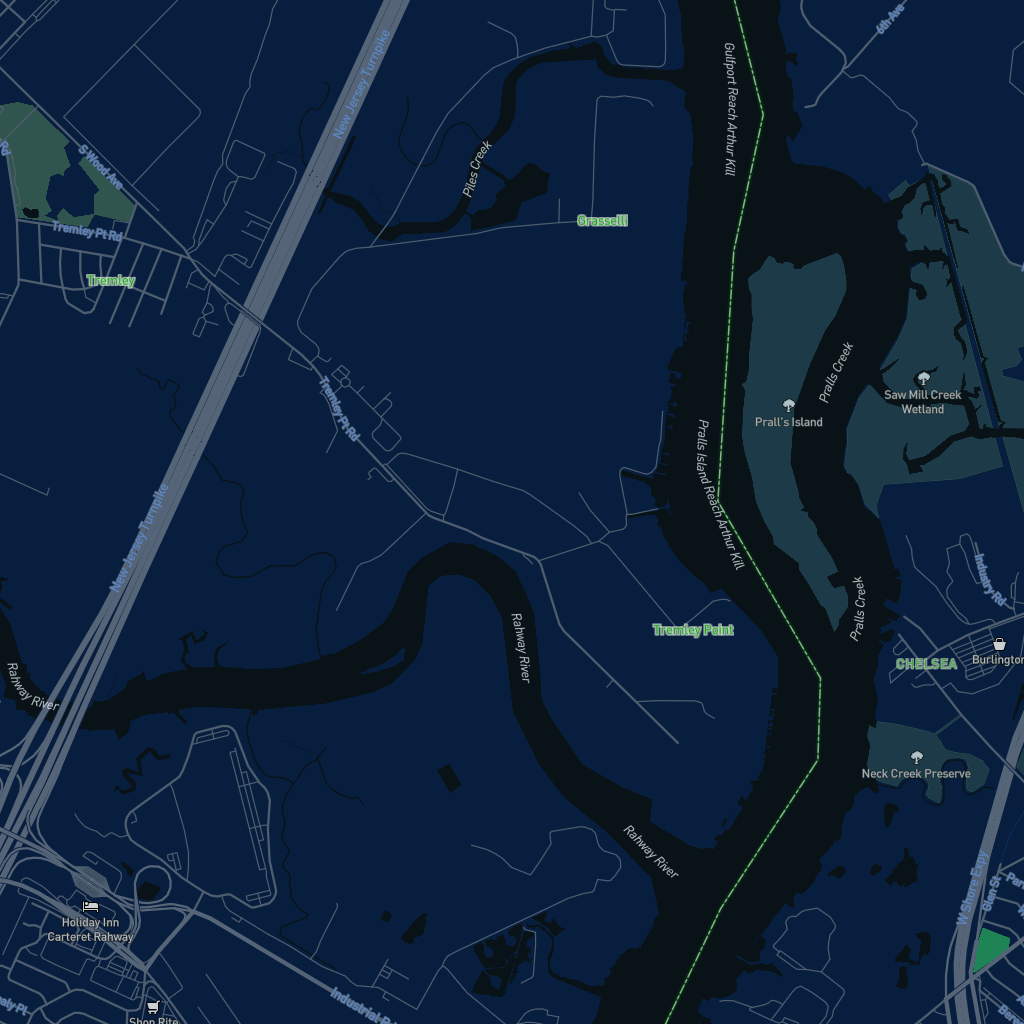 6th Ave
New Jersey Turnpike
Gulfport Reach Arthur Kill
Rd
S Wood Ave
Piles Creek
Grasselli
Tremley Pt Rd
Tremley
Pralls Creek
Saw Mill Creek
Wetland
Prall's Island
Tremley Pt Rd
Pralls Island Reach Arthur Kill
New Jersey Turnpike
Industry Rd
Pralls Creek
Rahway River
Tremley Point
Burlington
CHELSEA
Rahway River
Neck Creek Preserve
Rahway River
W Shore Expy
Glen St
Holiday Inn
Carteret Rahway
Shop Rite
Industrial